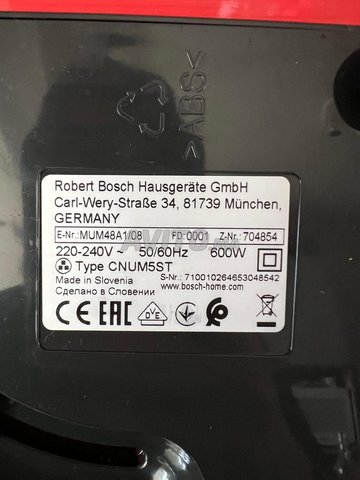 >ABS<
Robert Bosch Hausgeräte GmbH
Carl-Wery-Straße 34, 81739 München,
GERMANY
E-Nr.: MUM48A1/08 FD 0001 Z-Nr.: 704854
220-240V ~ 50/60Hz 600W
Type CNUM5ST
Made in Slovenia S-Nr.: 710010264653048542
Сделано в Словении www.bosch-home.com
CE EAC OVE